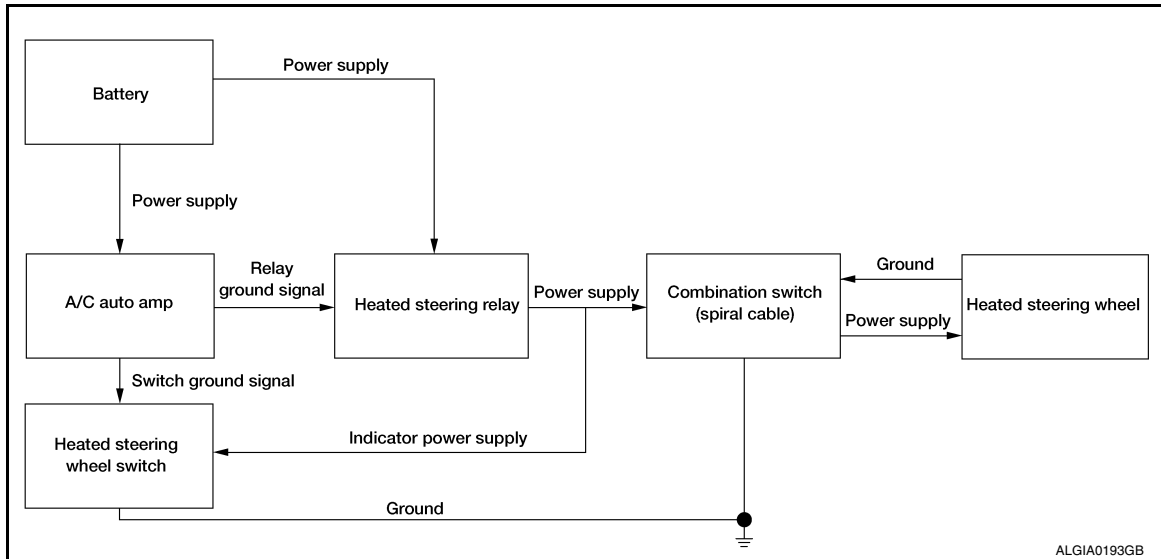 Power supply
Battery
Power supply
A/C auto amp
Relay
ground signal
Heated steering relay
Power supply
Combination switch
(spiral cable)
Ground
Power supply
Heated steering wheel
Switch ground signal
Heated steering
wheel switch
Indicator power supply
Ground
ALGIA0193GB